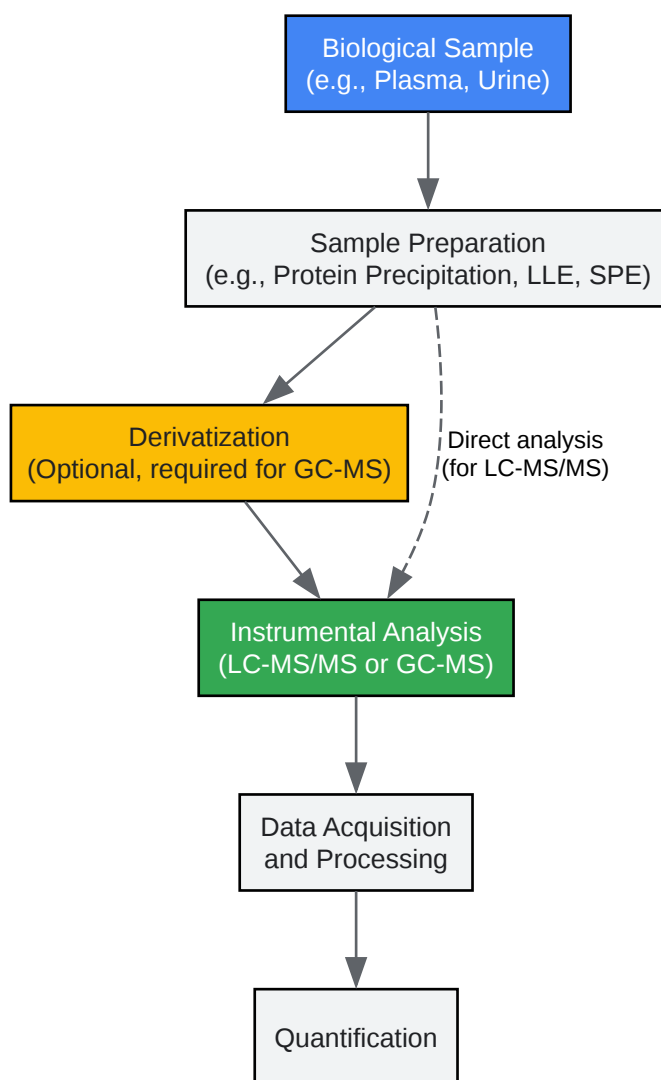 Biological Sample
(e.g., Plasma, Urine)
Sample Preparation
(e.g., Protein Precipitation, LLE, SPE)
Derivatization
(Optional, required for GC-MS)
Direct analysis
(for LC-MS/MS)
Instrumental Analysis
(LC-MS/MS or GC-MS)
Data Acquisition
and Processing
Quantification